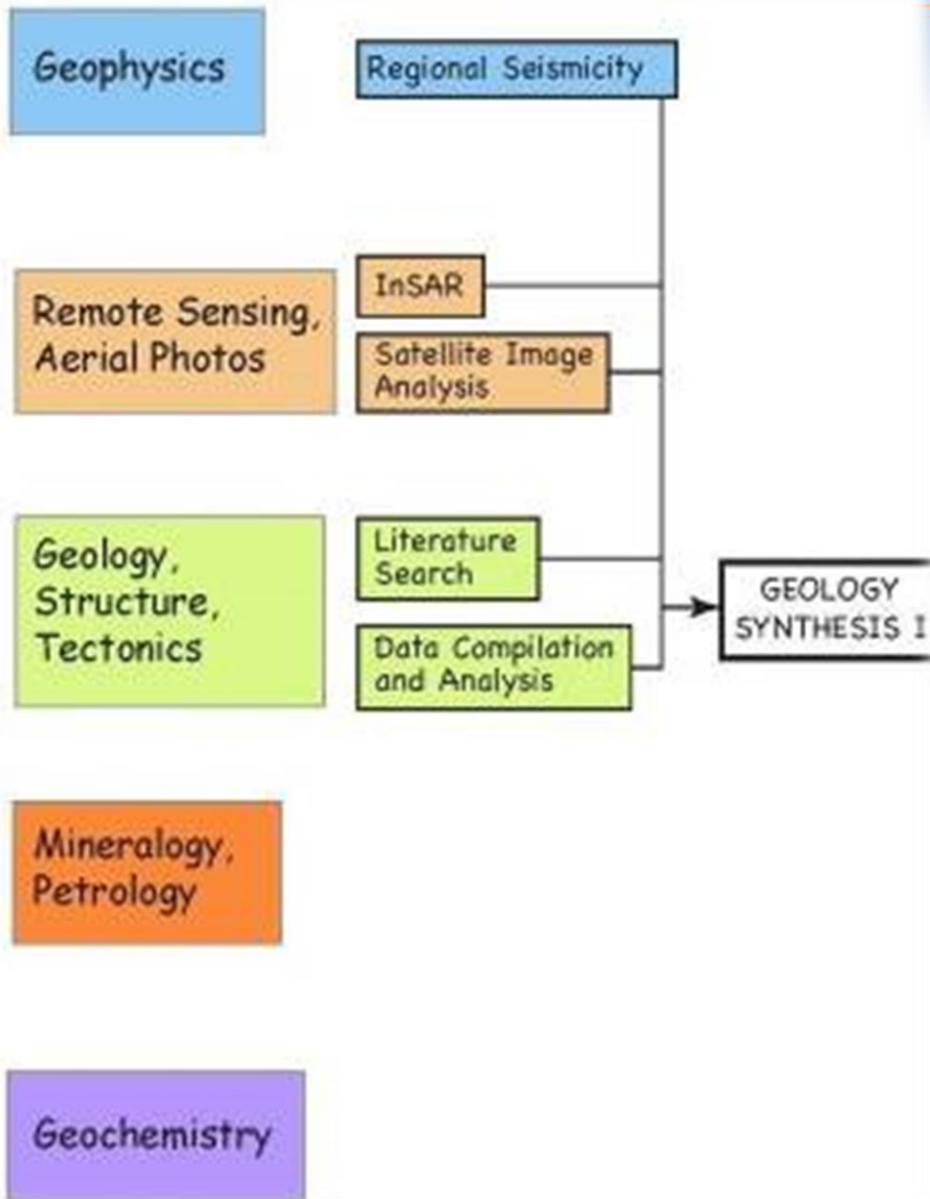 Geophysics
Regional Seismicity
Remote Sensing,
Aerial Photos
InSAR
Satellite Image
Analysis
Geology,
Structure,
Tectonics
Literature
Search
Data Compilation
and Analysis
GEOLOGY
SYNTHESIS I
Mineralogy,
Petrology
Geochemistry